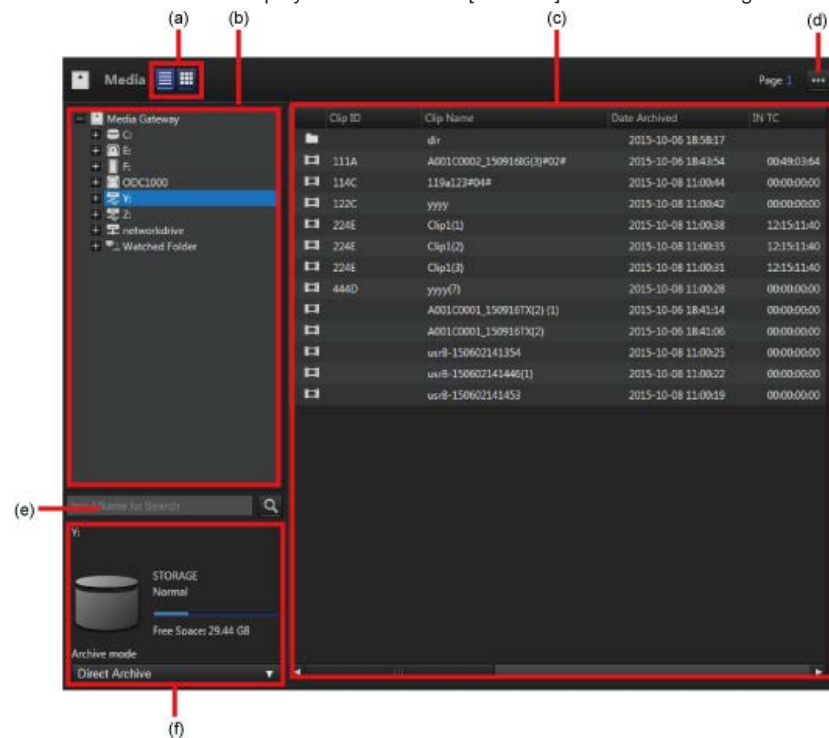 (a) (b) (c) (d)
Media Page 1
Media Gateway
C:
E:
F:
ODC1000
Y:
Z:
networkdrive
Watched Folder
Clip ID Clip Name Date Archived IN TC
dir 2015-10-06 18:58:17
111A A001C0002_150916IG(3)#02# 2015-10-06 18:43:54 00:49:03:64
114C 119a123#04# 2015-10-08 11:00:44 00:00:00:00
122C yyyy 2015-10-08 11:00:42 00:00:00:00
224E Clip1(1) 2015-10-08 11:00:38 12:15:11:40
224E Clip1(2) 2015-10-08 11:00:35 12:15:11:40
224E Clip1(3) 2015-10-08 11:00:31 12:15:11:40
444D yyyy(7) 2015-10-08 11:00:28 00:00:00:00
A001C0001_150916TX(2) (1) 2015-10-06 18:41:14 00:00:00:00
A001C0001_150916TX(2) 2015-10-06 18:41:06 00:00:00:00
usr8-150602141354 2015-10-08 11:00:25 00:00:00:00
usr8-150602141446(1) 2015-10-08 11:00:22 00:00:00:00
usr8-150602141453 2015-10-08 11:00:19 00:00:00:00
(e) Input Name for Search
Y:
STORAGE
Normal
Free Space: 29.44 GB
Archive mode
Direct Archive
(f)